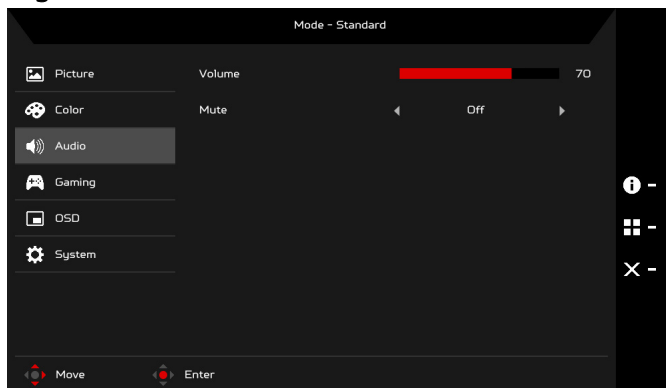 Mode - Standard
Picture
Volume 70
Color
Mute Off
Audio
Gaming
OSD
System
Move Enter